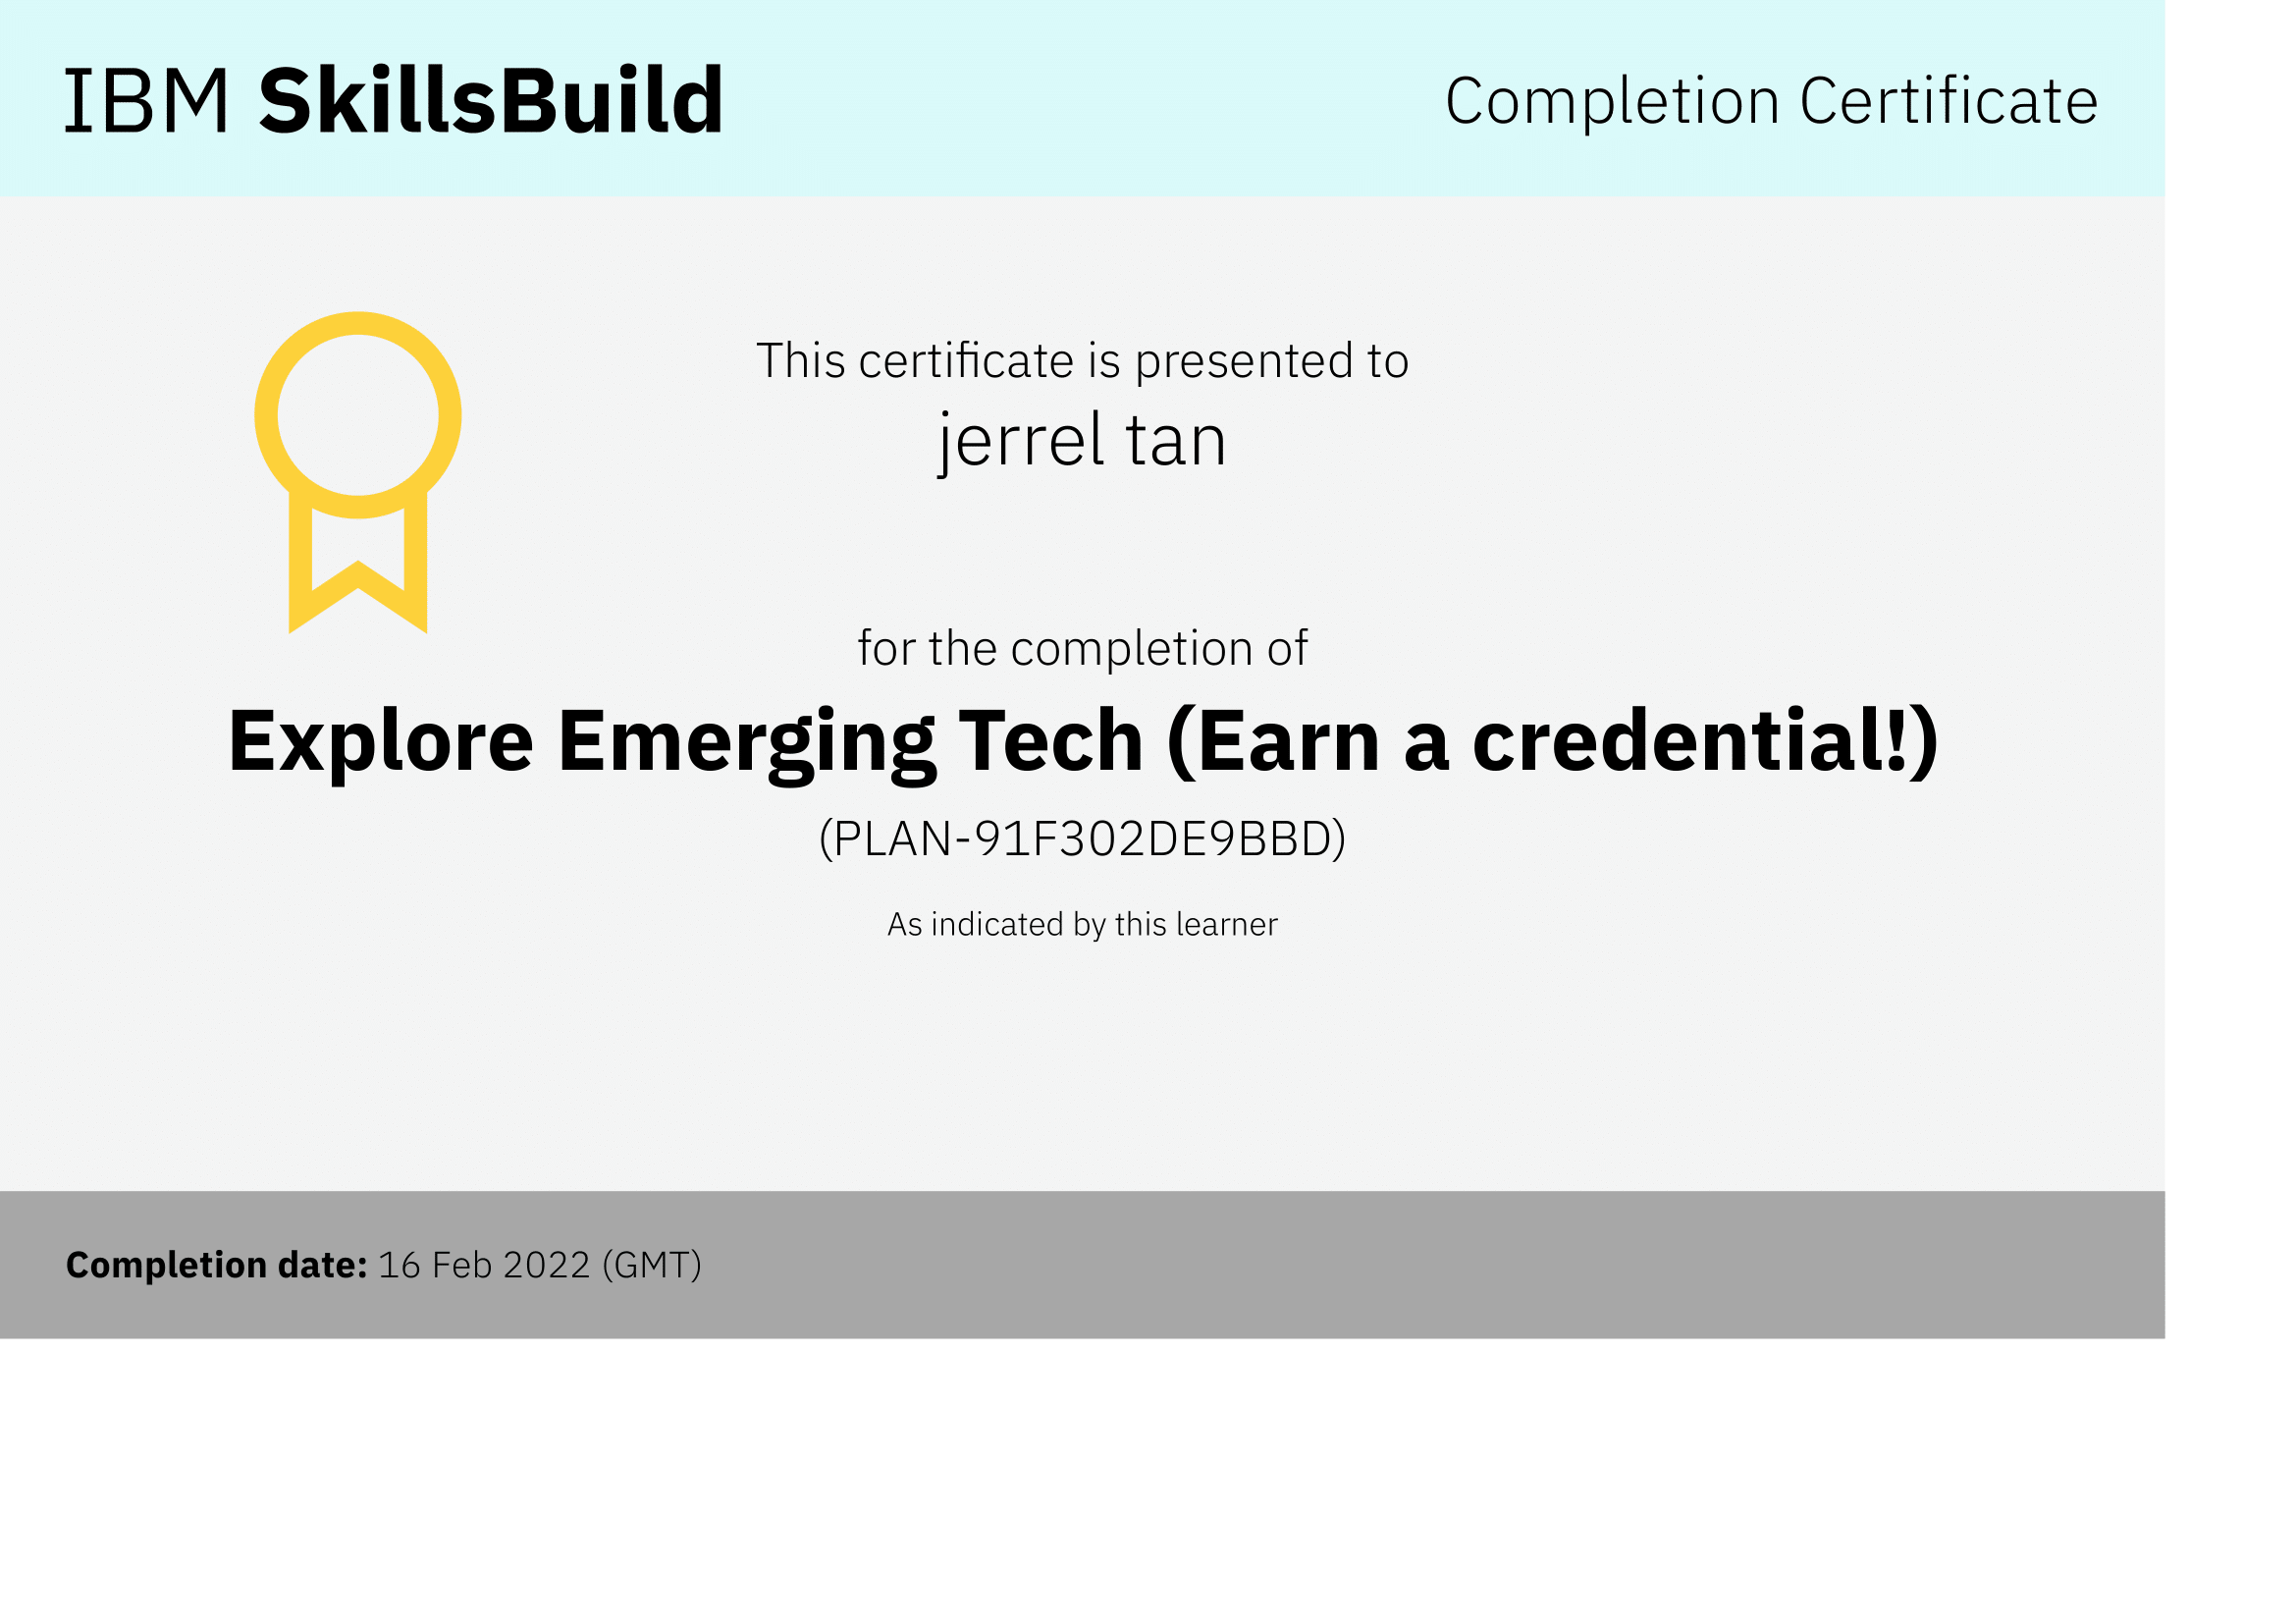 IBM SkillsBuild
Completion Certificate
This certificate is presented to
jerrel tan
for the completion of
Explore Emerging Tech (Earn a credential!)
(PLAN-91F302DE9BBD)
As indicated by this learner
Completion date: 16 Feb 2022 (GMT)